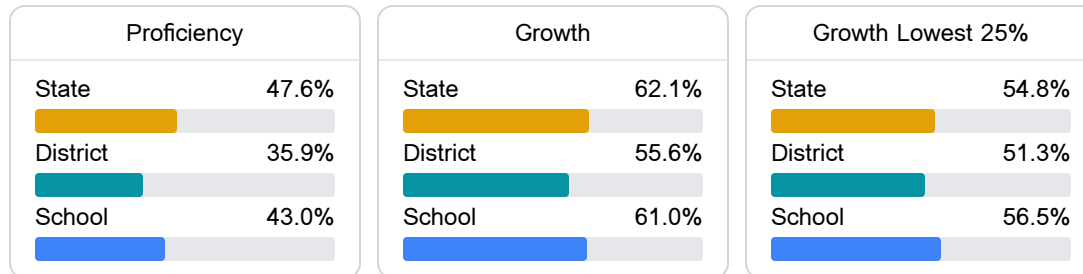 Proficiency
State 47.6%
District 35.9%
School 43.0%
Growth
State 62.1%
District 55.6%
School 61.0%
Growth Lowest 25%
State 54.8%
District 51.3%
School 56.5%